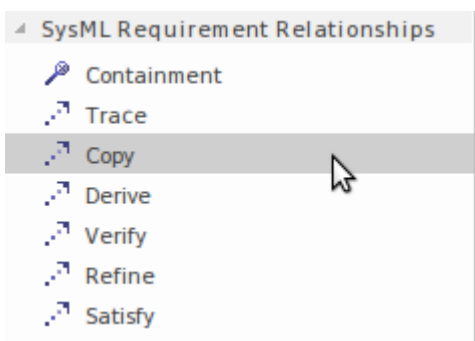 SysML Requirement Relationships
Containment
Trace
Copy
Derive
Verify
Refine
Satisfy